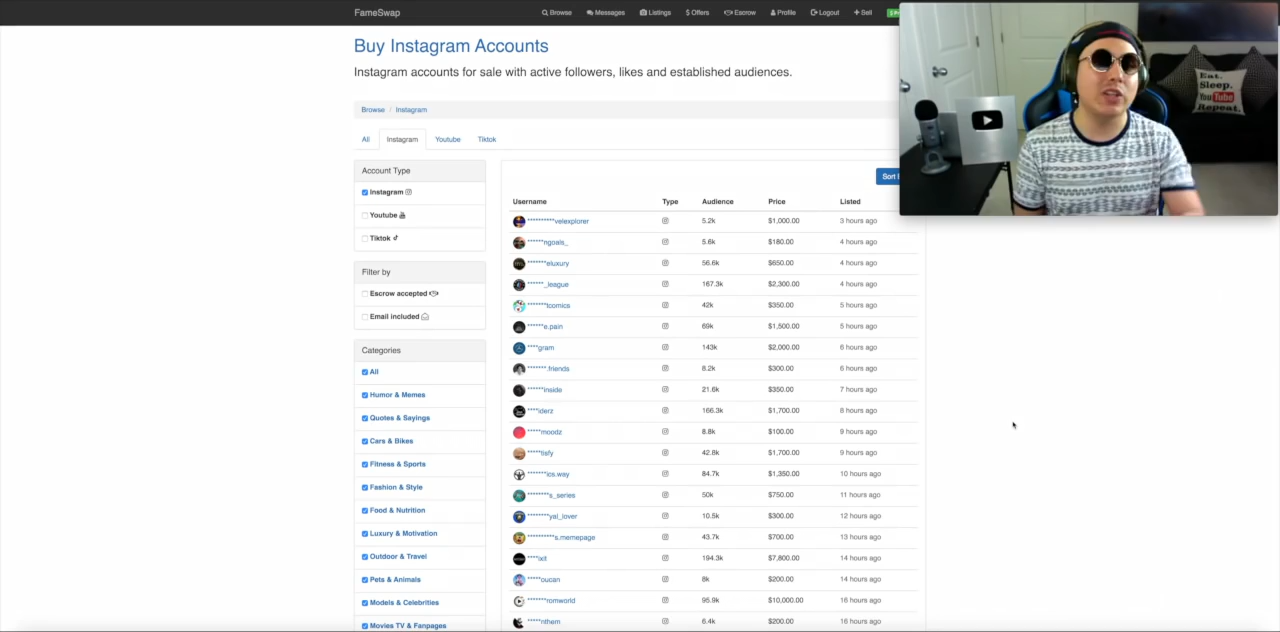 FameSwap
Browse Messages Listings $ Offers Escrow Profile Logout + Sell
Buy Instagram Accounts
Instagram accounts for sale with active followers, likes and established audiences.
Browse / Instagram
All Instagram Youtube Tiktok
Account Type
Instagram
Youtube
Tiktok
Filter by
Escrow accepted
Email included
Categories
All
Humor & Memes
Quotes & Sayings
Cars & Bikes
Fitness & Sports
Fashion & Style
Food & Nutrition
Luxury & Motivation
Outdoor & Travel
Pets & Animals
Models & Celebrities
Movies TV & Fanpages
Sort
Username Type Audience Price Listed
*********velexplorer 5.2k $1,000.00 3 hours ago
******ngoals_ 5.6k $180.00 4 hours ago
*******eluxury 56.6k $650.00 4 hours ago
******_league 167.3k $2,300.00 4 hours ago
*******tcomics 42k $350.00 5 hours ago
******e.pain 69k $1,500.00 5 hours ago
****gram 143k $2,000.00 6 hours ago
*******.friends 8.2k $300.00 6 hours ago
******inside 21.6k $350.00 7 hours ago
****iderz 166.3k $1,700.00 8 hours ago
*****moodz 8.8k $100.00 9 hours ago
*****tisfy 42.8k $1,700.00 9 hours ago
*******ios.way 84.7k $1,350.00 10 hours ago
********s_series 50k $750.00 11 hours ago
********yal_lover 10.5k $300.00 12 hours ago
**********s.memepage 43.7k $700.00 13 hours ago
194.3k $7,800.00 14 hours ago
*****oucan 8k $200.00 14 hours ago
*******romworld 95.9k $10,000.00 16 hours ago
*****nthem 6.4k $200.00 16 hours ago
Eat.
Sleep.
YouTube
Repeat.